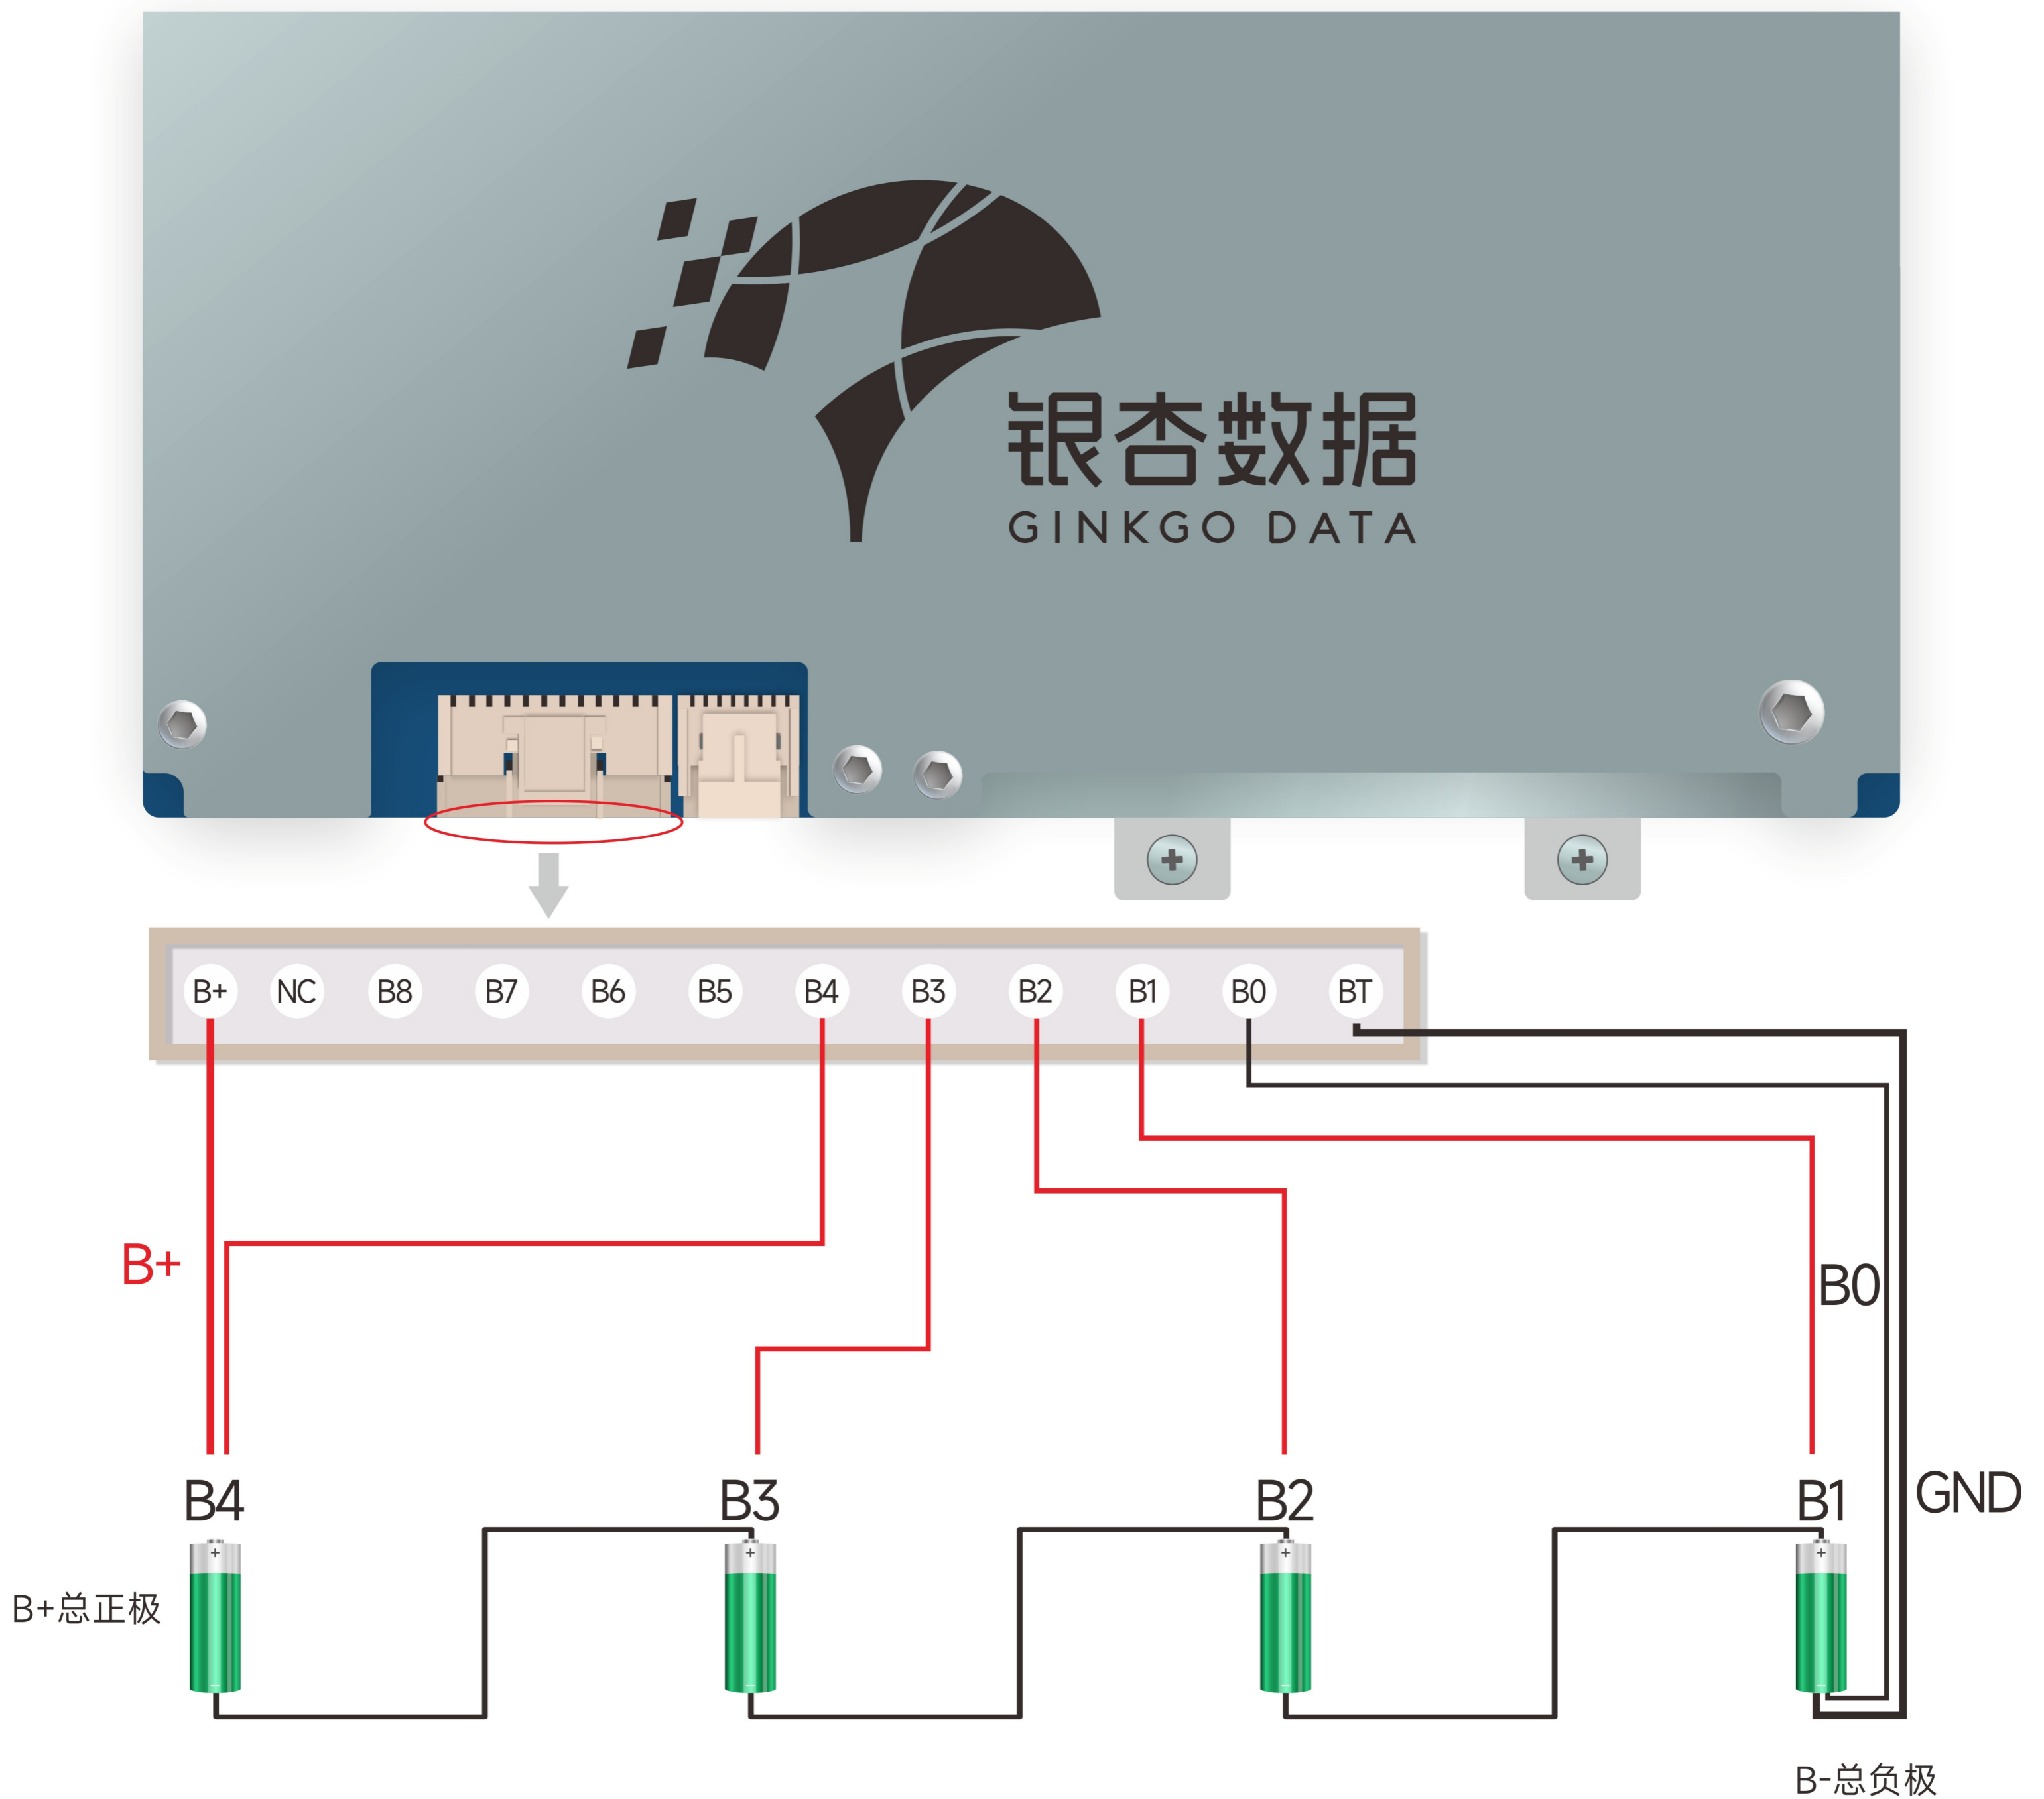 银杏数据
GINKGO DATA
B+ NC B8 B7 B6 B5 B4 B3 B2 B1 B0 BT
B+
B0
B4 B3 B2 B1
GND
+ + + +
B+总正极
B-总负极